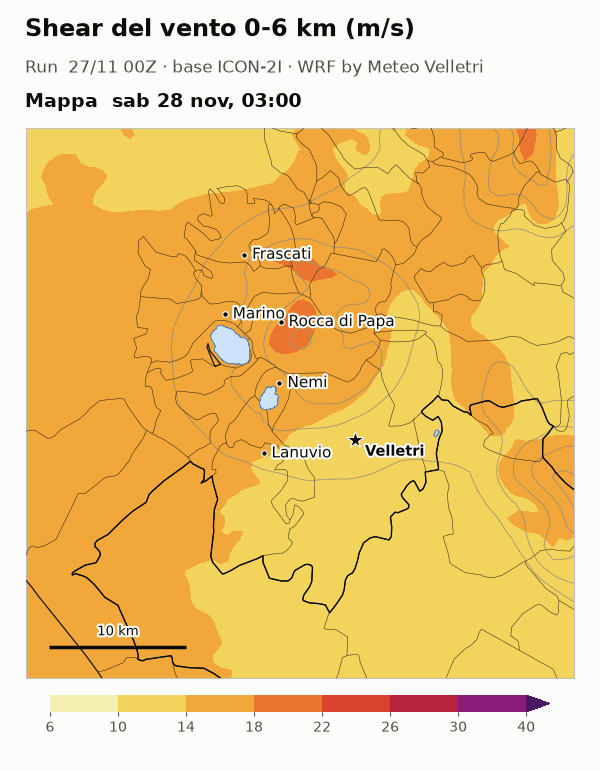 Shear del vento 0-6 km (m/s)
Run  27/11 00Z · base ICON-2I · WRF by Meteo Velletri
Mappa  sab 28 nov, 03:00
Frascati
Marino
Rocca di Papa
Nemi
Velletri
Lanuvio
10 km
6 10 14 18 22 26 30 40